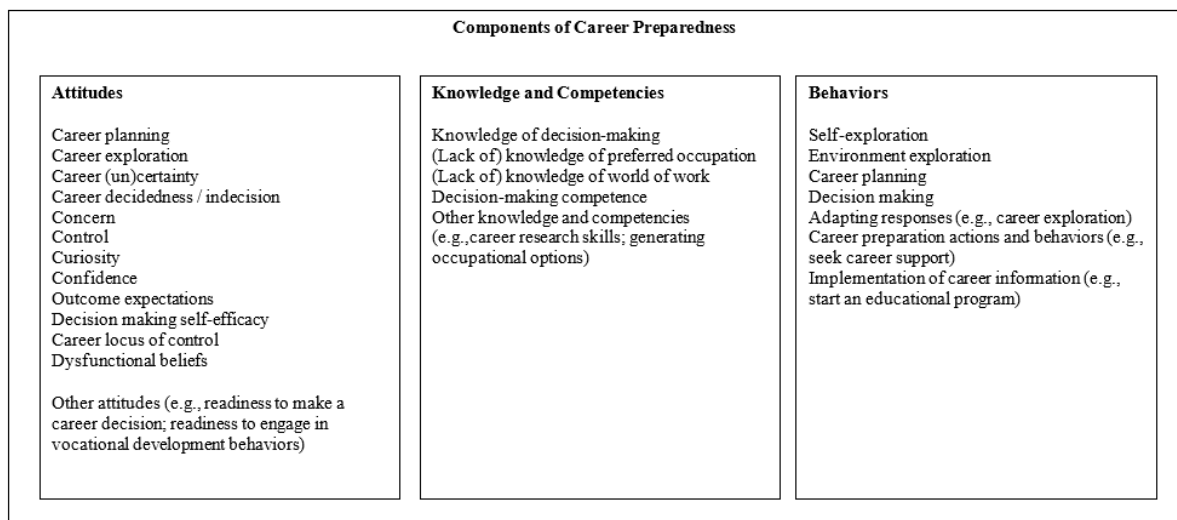 Components of Career Preparedness
Attitudes
Career planning
Career exploration
Career (un)certainty
Career decidedness / indecision
Concern
Control
Curiosity
Confidence
Outcome expectations
Decision making self-efficacy
Career locus of control
Dysfunctional beliefs
Other attitudes (e.g., readiness to make a
career decision; readiness to engage in
vocational development behaviors)
Knowledge and Competencies
Knowledge of decision-making
(Lack of) knowledge of preferred occupation
(Lack of) knowledge of world of work
Decision-making competence
Other knowledge and competencies
(e.g.,career research skills; generating
occupational options)
Behaviors
Self-exploration
Environment exploration
Career planning
Decision making
Adapting responses (e.g., career exploration)
Career preparation actions and behaviors (e.g.,
seek career support)
Implementation of career information (e.g.,
start an educational program)